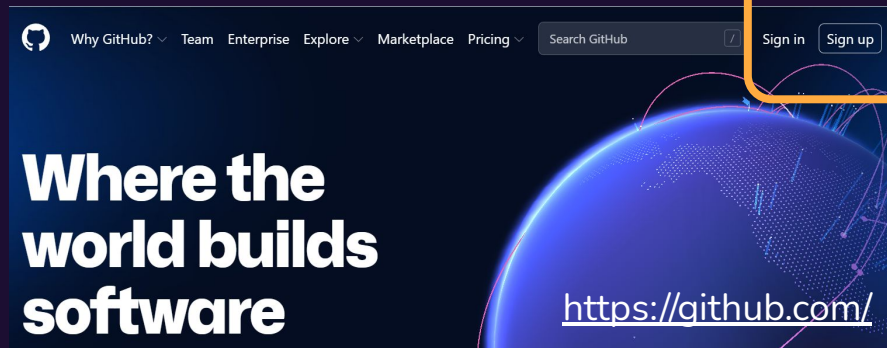 Why GitHub? Team Enterprise Explore Marketplace Pricing Search GitHub / Sign in Sign up
Where the
world builds
software
https://github.com/